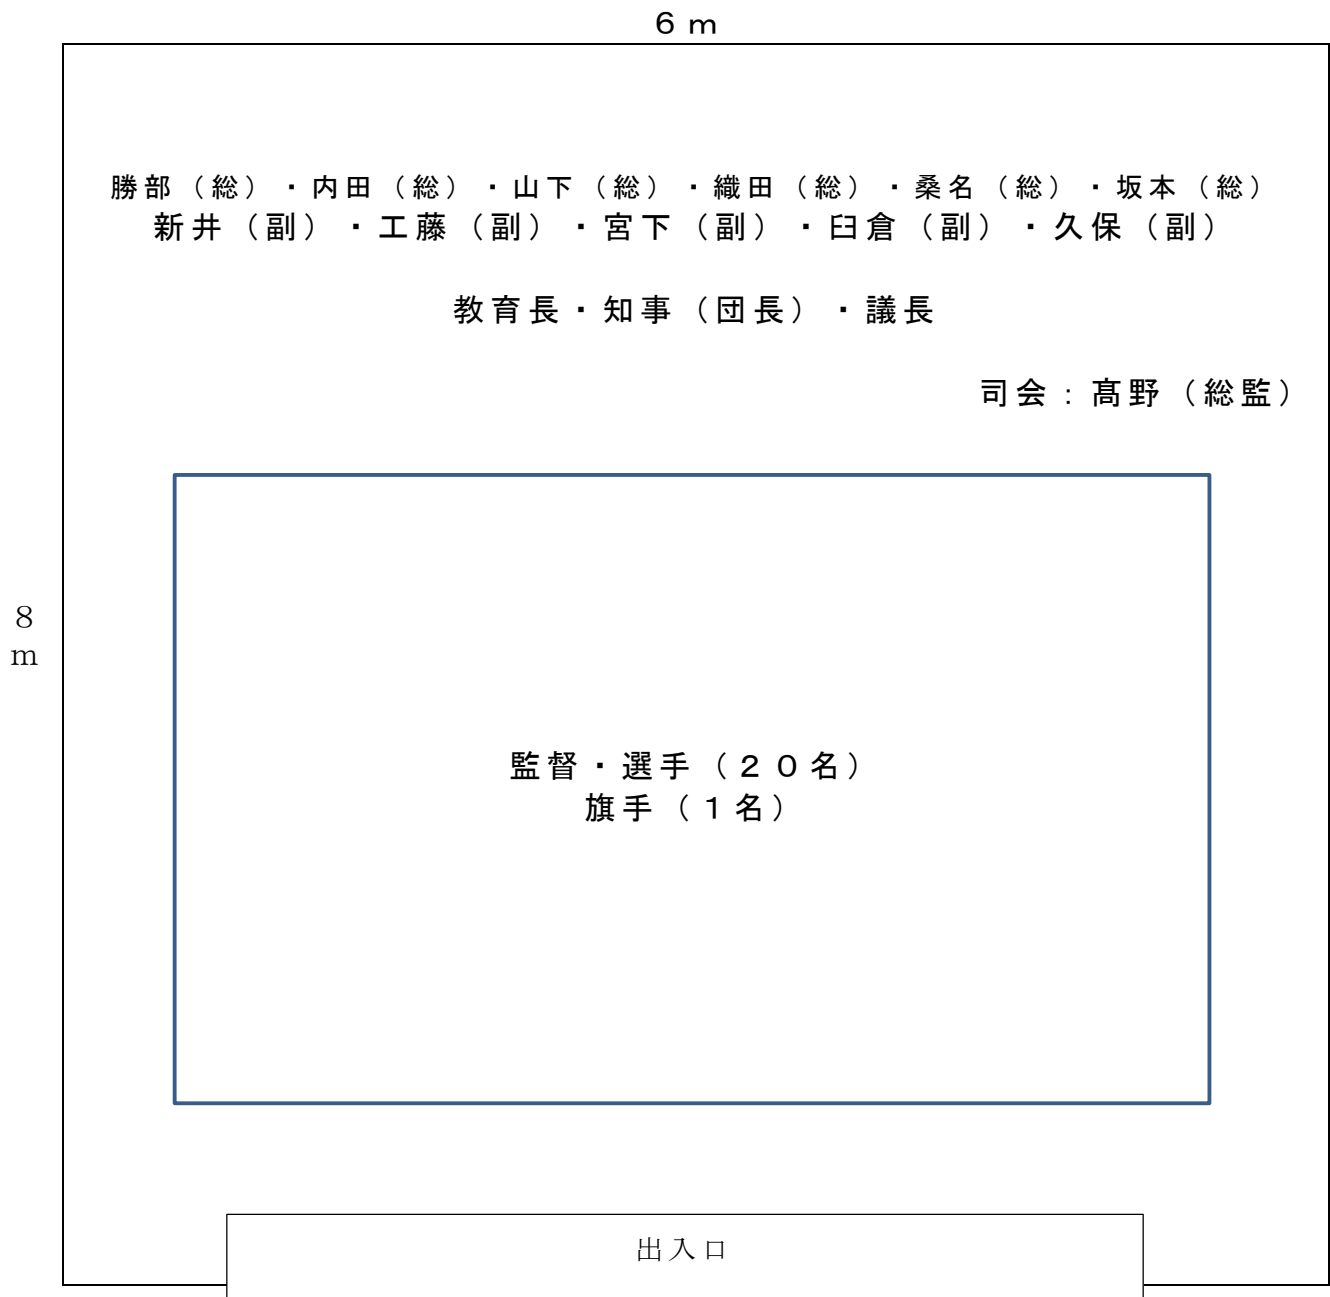 ６ｍ
勝部（総）・内田（総）・山下（総）・織田（総）・桑名（総）・坂本（総）
新井（副）・工藤（副）・宮下（副）・臼倉（副）・久保（副）
教育長・知事（団長）・議長
司会：髙野（総監）
８
ｍ
監督・選手（２０名）
旗手（１名）
出入口